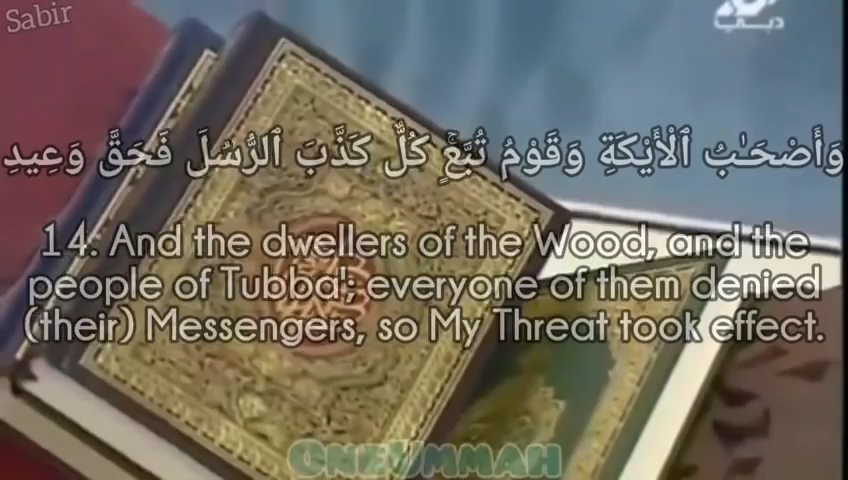 Sabir
دبي
وَأَصْحَـٰبُ ٱلْأَيْكَةِ وَقَوْمُ تُبَّعٍۢ ۚ كُلٌّۭ كَذَّبَ ٱلرُّسُلَ فَحَقَّ وَعِيدِ
14. And the dwellers of the Wood, and the
people of Tubba'; everyone of them denied
(their) Messengers, so My Threat took effect.
OneUmmah